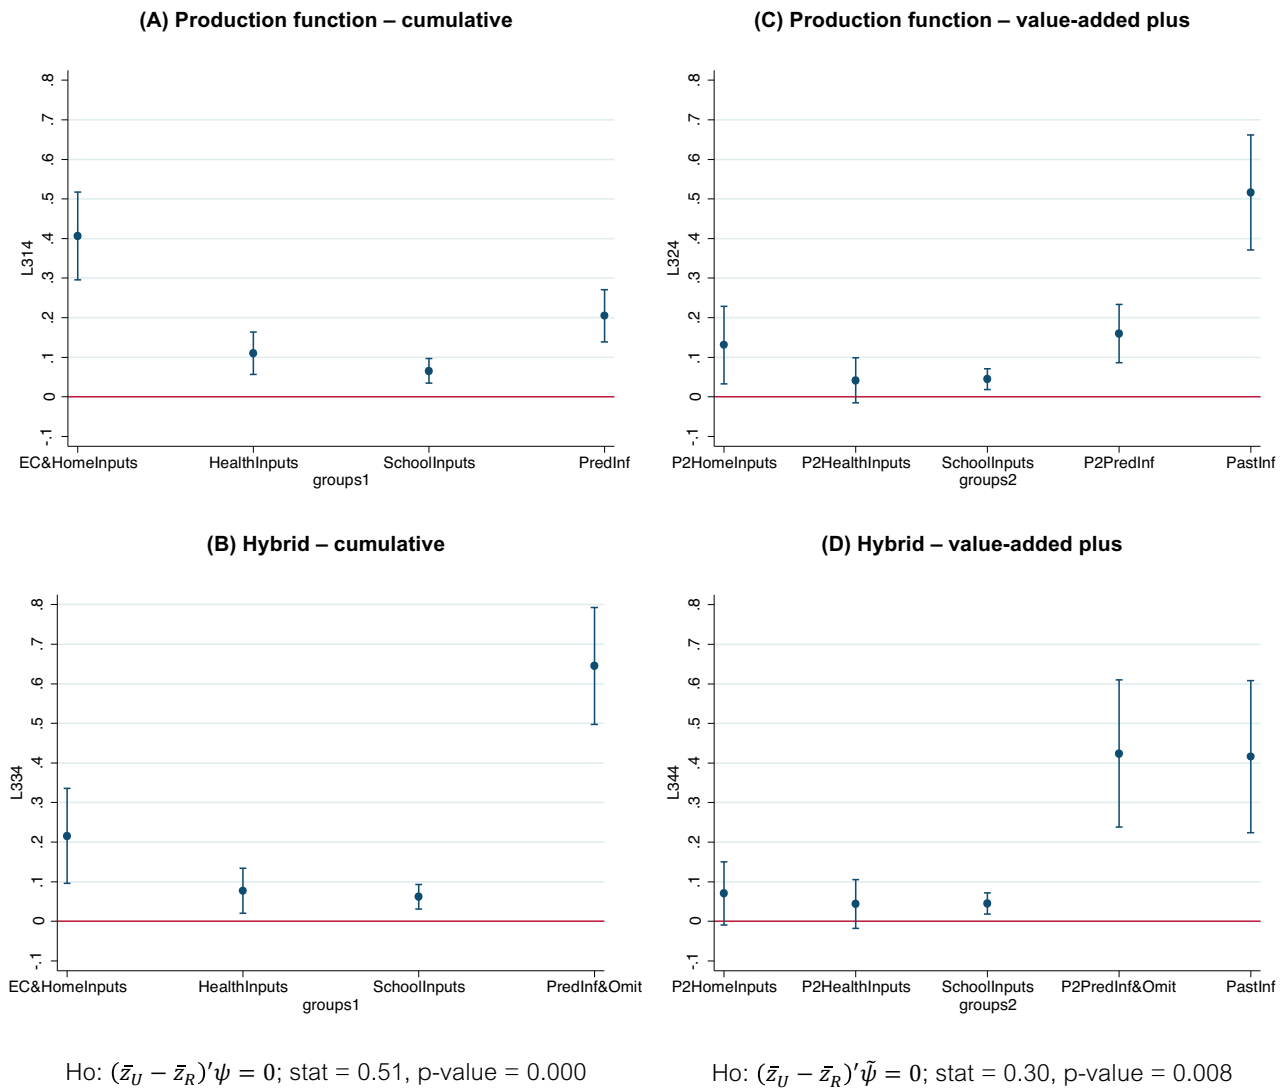 (A) Production function – cumulative
.8
.7
.6
.5
.4
.3
.2
.1
0
-.1
L314
EC&HomeInputs HealthInputs SchoolInputs PredInf
groups1
(C) Production function – value-added plus
.8
.7
.6
.5
.4
.3
.2
.1
0
-.1
L324
P2HomeInputs P2HealthInputs SchoolInputs P2PredInf PastInf
groups2
(B) Hybrid – cumulative
.8
.7
.6
.5
.4
.3
.2
.1
0
-.1
L334
EC&HomeInputs HealthInputs SchoolInputs PredInf&Omit
groups1
(D) Hybrid – value-added plus
.8
.7
.6
.5
.4
.3
.2
.1
0
-.1
L344
P2HomeInputs P2HealthInputs SchoolInputs P2PredInf&Omit PastInf
groups2
Ho: (z̄_U − z̄_R)′ψ = 0; stat = 0.51, p-value = 0.000
Ho: (z̄_U − z̄_R)′ψ̃ = 0; stat = 0.30, p-value = 0.008